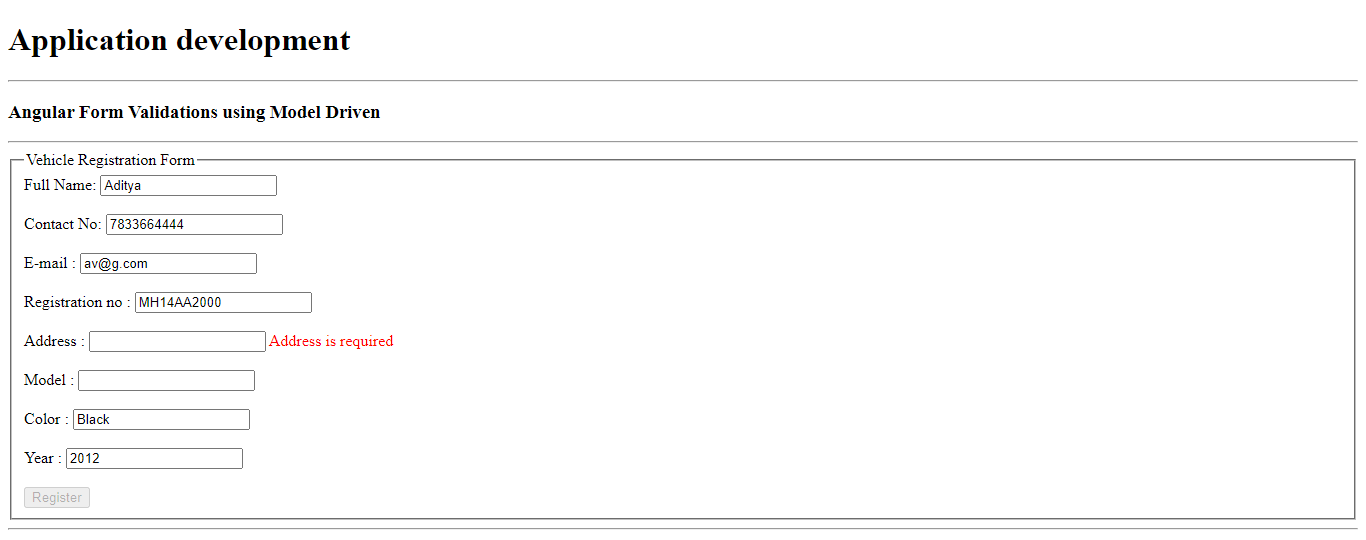 Application development
Angular Form Validations using Model Driven
Vehicle Registration Form
Full Name: Aditya
Contact No: 7833664444
E-mail : av@g.com
Registration no : MH14AA2000
Address : Address is required
Model :
Color : Black
Year : 2012
Register